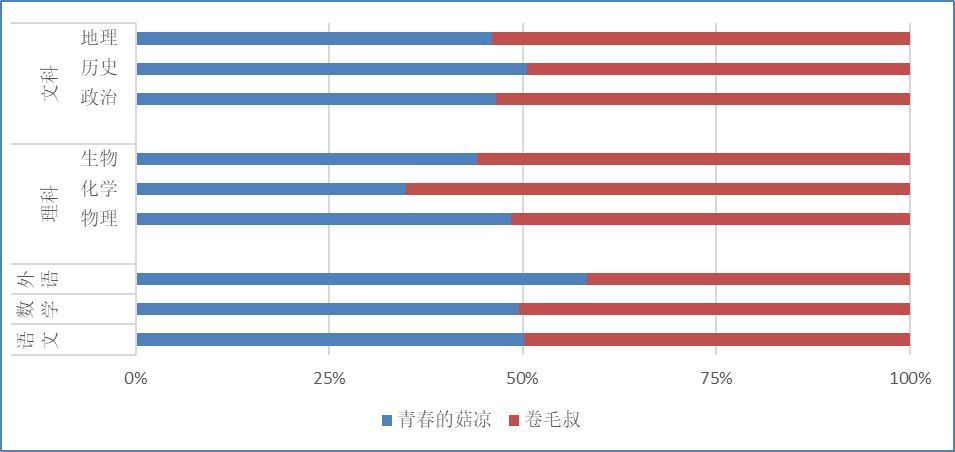 文科
地理
历史
政治
理科
生物
化学
物理
外语
数学
语文
0% 25% 50% 75% 100%
青春的菇凉 卷毛叔